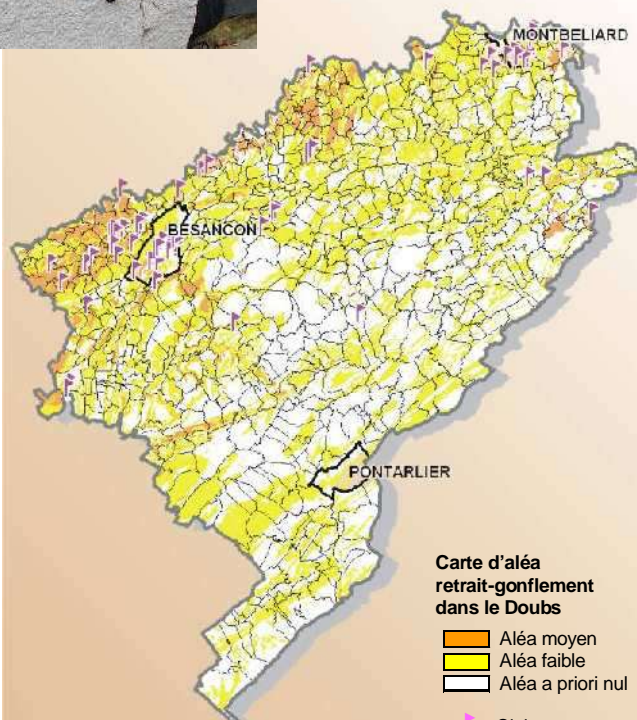 MONTBELIARD
BESANCON
PONTARLIER
Carte d'aléa
retrait-gonflement
dans le Doubs
Aléa moyen
Aléa faible
Aléa a priori nul